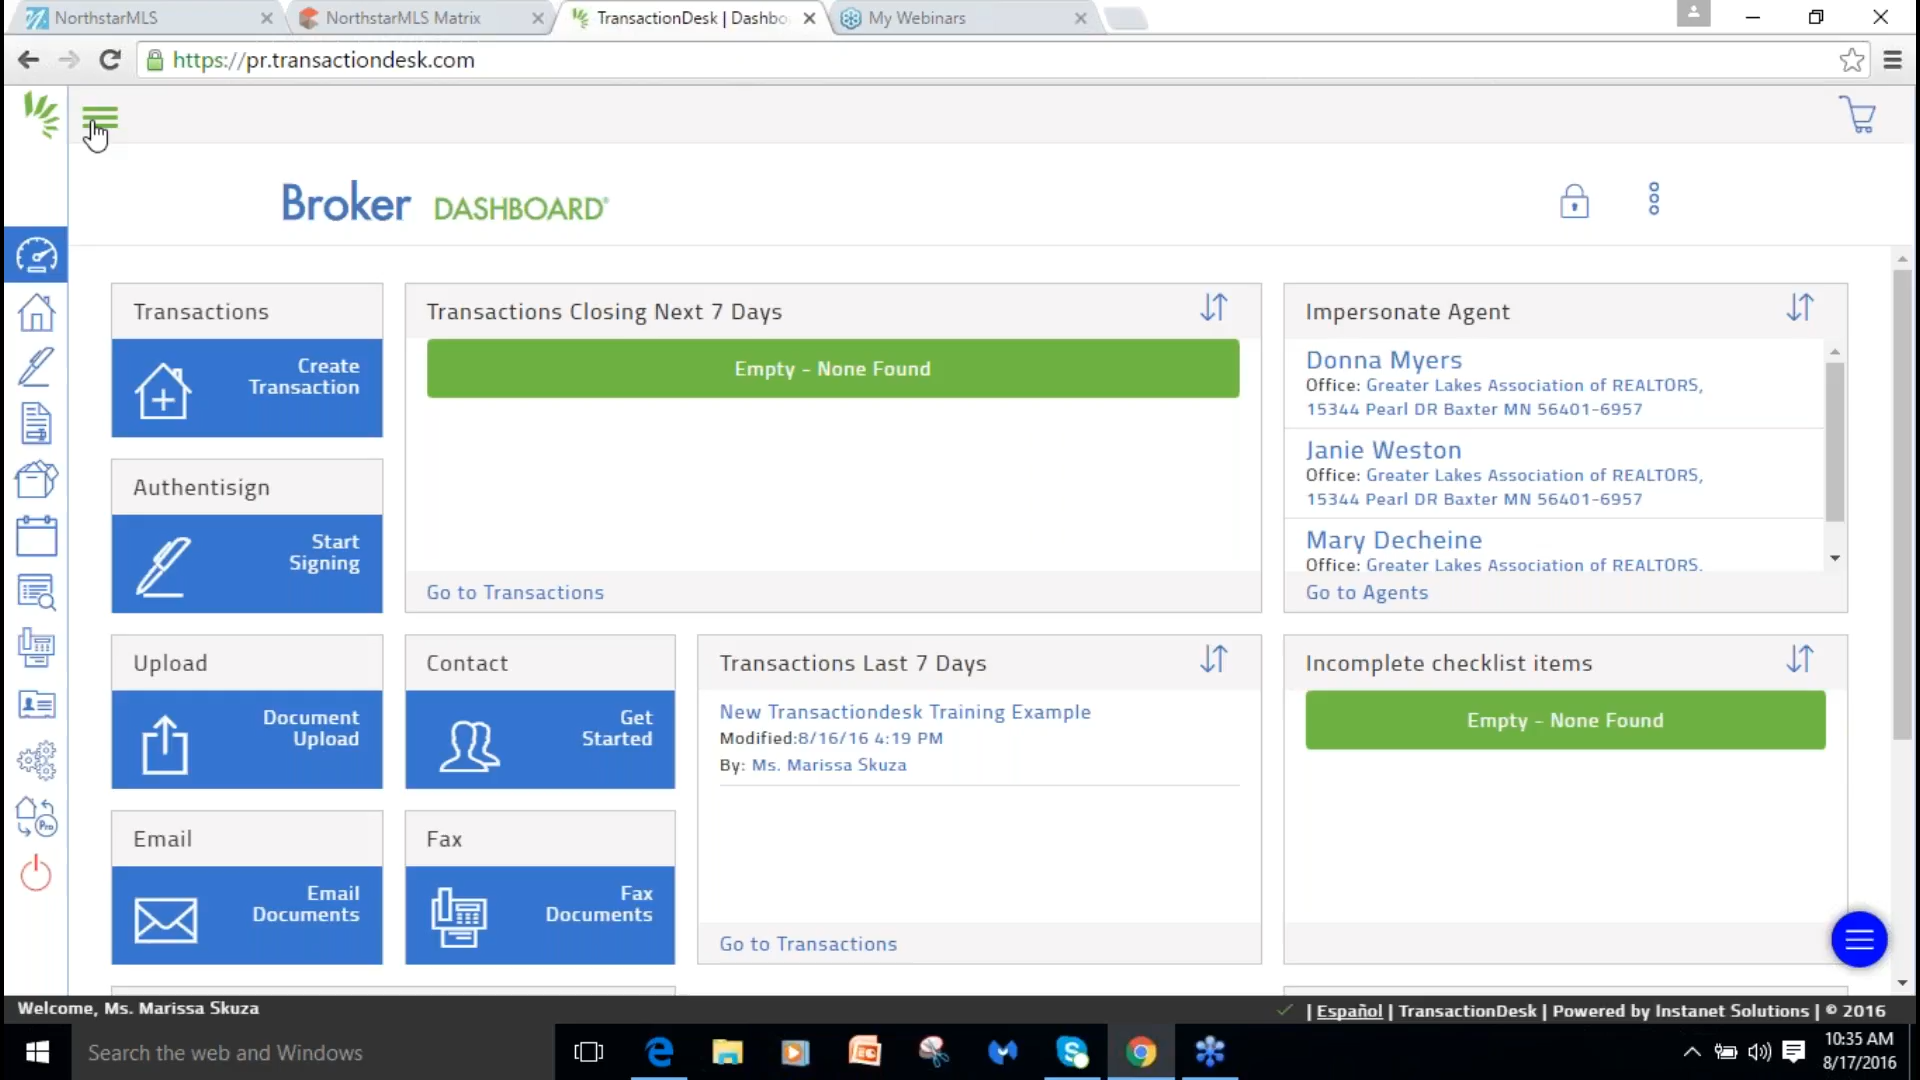 NorthstarMLS
NorthstarMLS Matrix
TransactionDesk | Dashbo
My Webinars
https://pr.transactiondesk.com
Broker DASHBOARD®
Transactions
Create
Transaction
Transactions Closing Next 7 Days
Empty - None Found
Go to Transactions
Impersonate Agent
Donna Myers
Office: Greater Lakes Association of REALTORS,
15344 Pearl DR Baxter MN 56401-6957
Janie Weston
Office: Greater Lakes Association of REALTORS,
15344 Pearl DR Baxter MN 56401-6957
Mary Decheine
Office: Greater Lakes Association of REALTORS,
Go to Agents
Authentisign
Start
Signing
Upload
Document
Upload
Contact
Get
Started
Transactions Last 7 Days
New Transactiondesk Training Example
Modified:8/16/16 4:19 PM
By: Ms. Marissa Skuza
Go to Transactions
Incomplete checklist items
Empty - None Found
Email
Email
Documents
Fax
Fax
Documents
Pro
Welcome, Ms. Marissa Skuza
| Español | TransactionDesk | Powered by Instanet Solutions | © 2016
Search the web and Windows
10:35 AM
8/17/2016